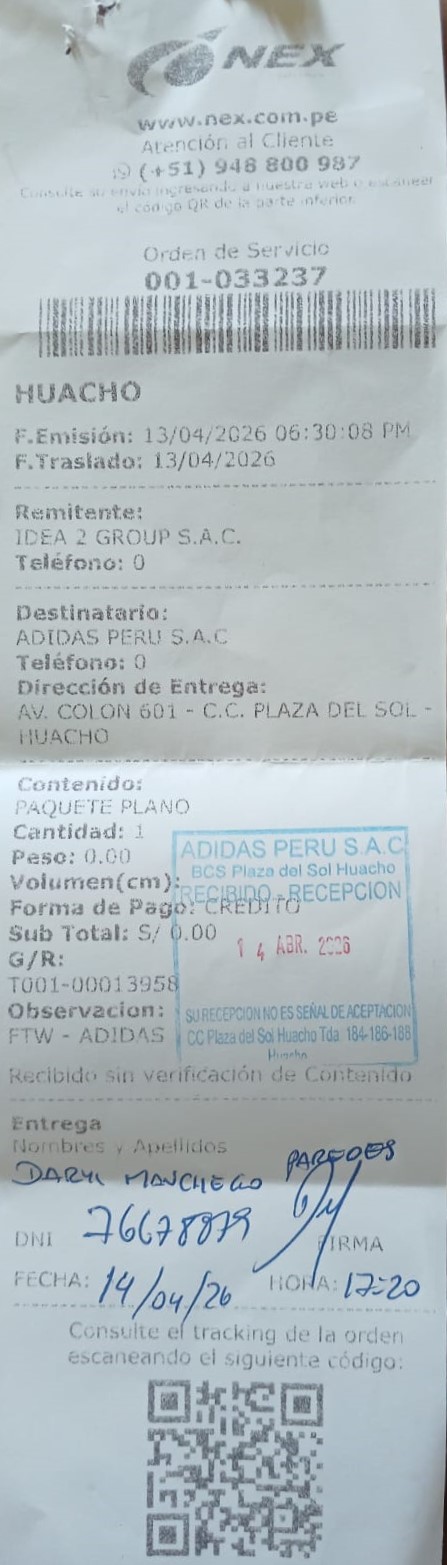 NEX
www.nex.com.pe
Atención al Cliente
(+51) 948 800 987
Consulte su envío ingresando a nuestra web o escaneer
el código QR de la parte inferior.
Orden de Servicio
001-033237
HUACHO
F.Emisión: 13/04/2026 06:30:08 PM
F.Traslado: 13/04/2026
Remitente:
IDEA 2 GROUP S.A.C.
Teléfono: 0
Destinatario:
ADIDAS PERU S.A.C
Teléfono: 0
Dirección de Entrega:
AV. COLON 601 - C.C. PLAZA DEL SOL -
HUACHO
Contenido:
PAQUETE PLANO
Cantidad: 1
Peso: 0.00
Volumen(cm):
Forma de Pago: CREDITO
Sub Total: S/ 0.00
G/R:
T001-00013958
Observacion:
FTW - ADIDAS
ADIDAS PERU S.A.C
BCS Plaza del Sol Huacho
RECIBIDO - RECEPCION
14 ABR. 2026
SU RECEPCION NO ES SEÑAL DE ACEPTACION
CC Plaza del Sol Huacho Tda. 184-186-188
Huacho
Recibido sin verificación de Contenido
Entrega
Nombres y Apellidos
DARYL MANCHEGO PAREDES
DNI 76678879
FIRMA
FECHA: 14/04/26 HORA: 17:20
Consulte el tracking de la orden
escaneando el siguiente código: